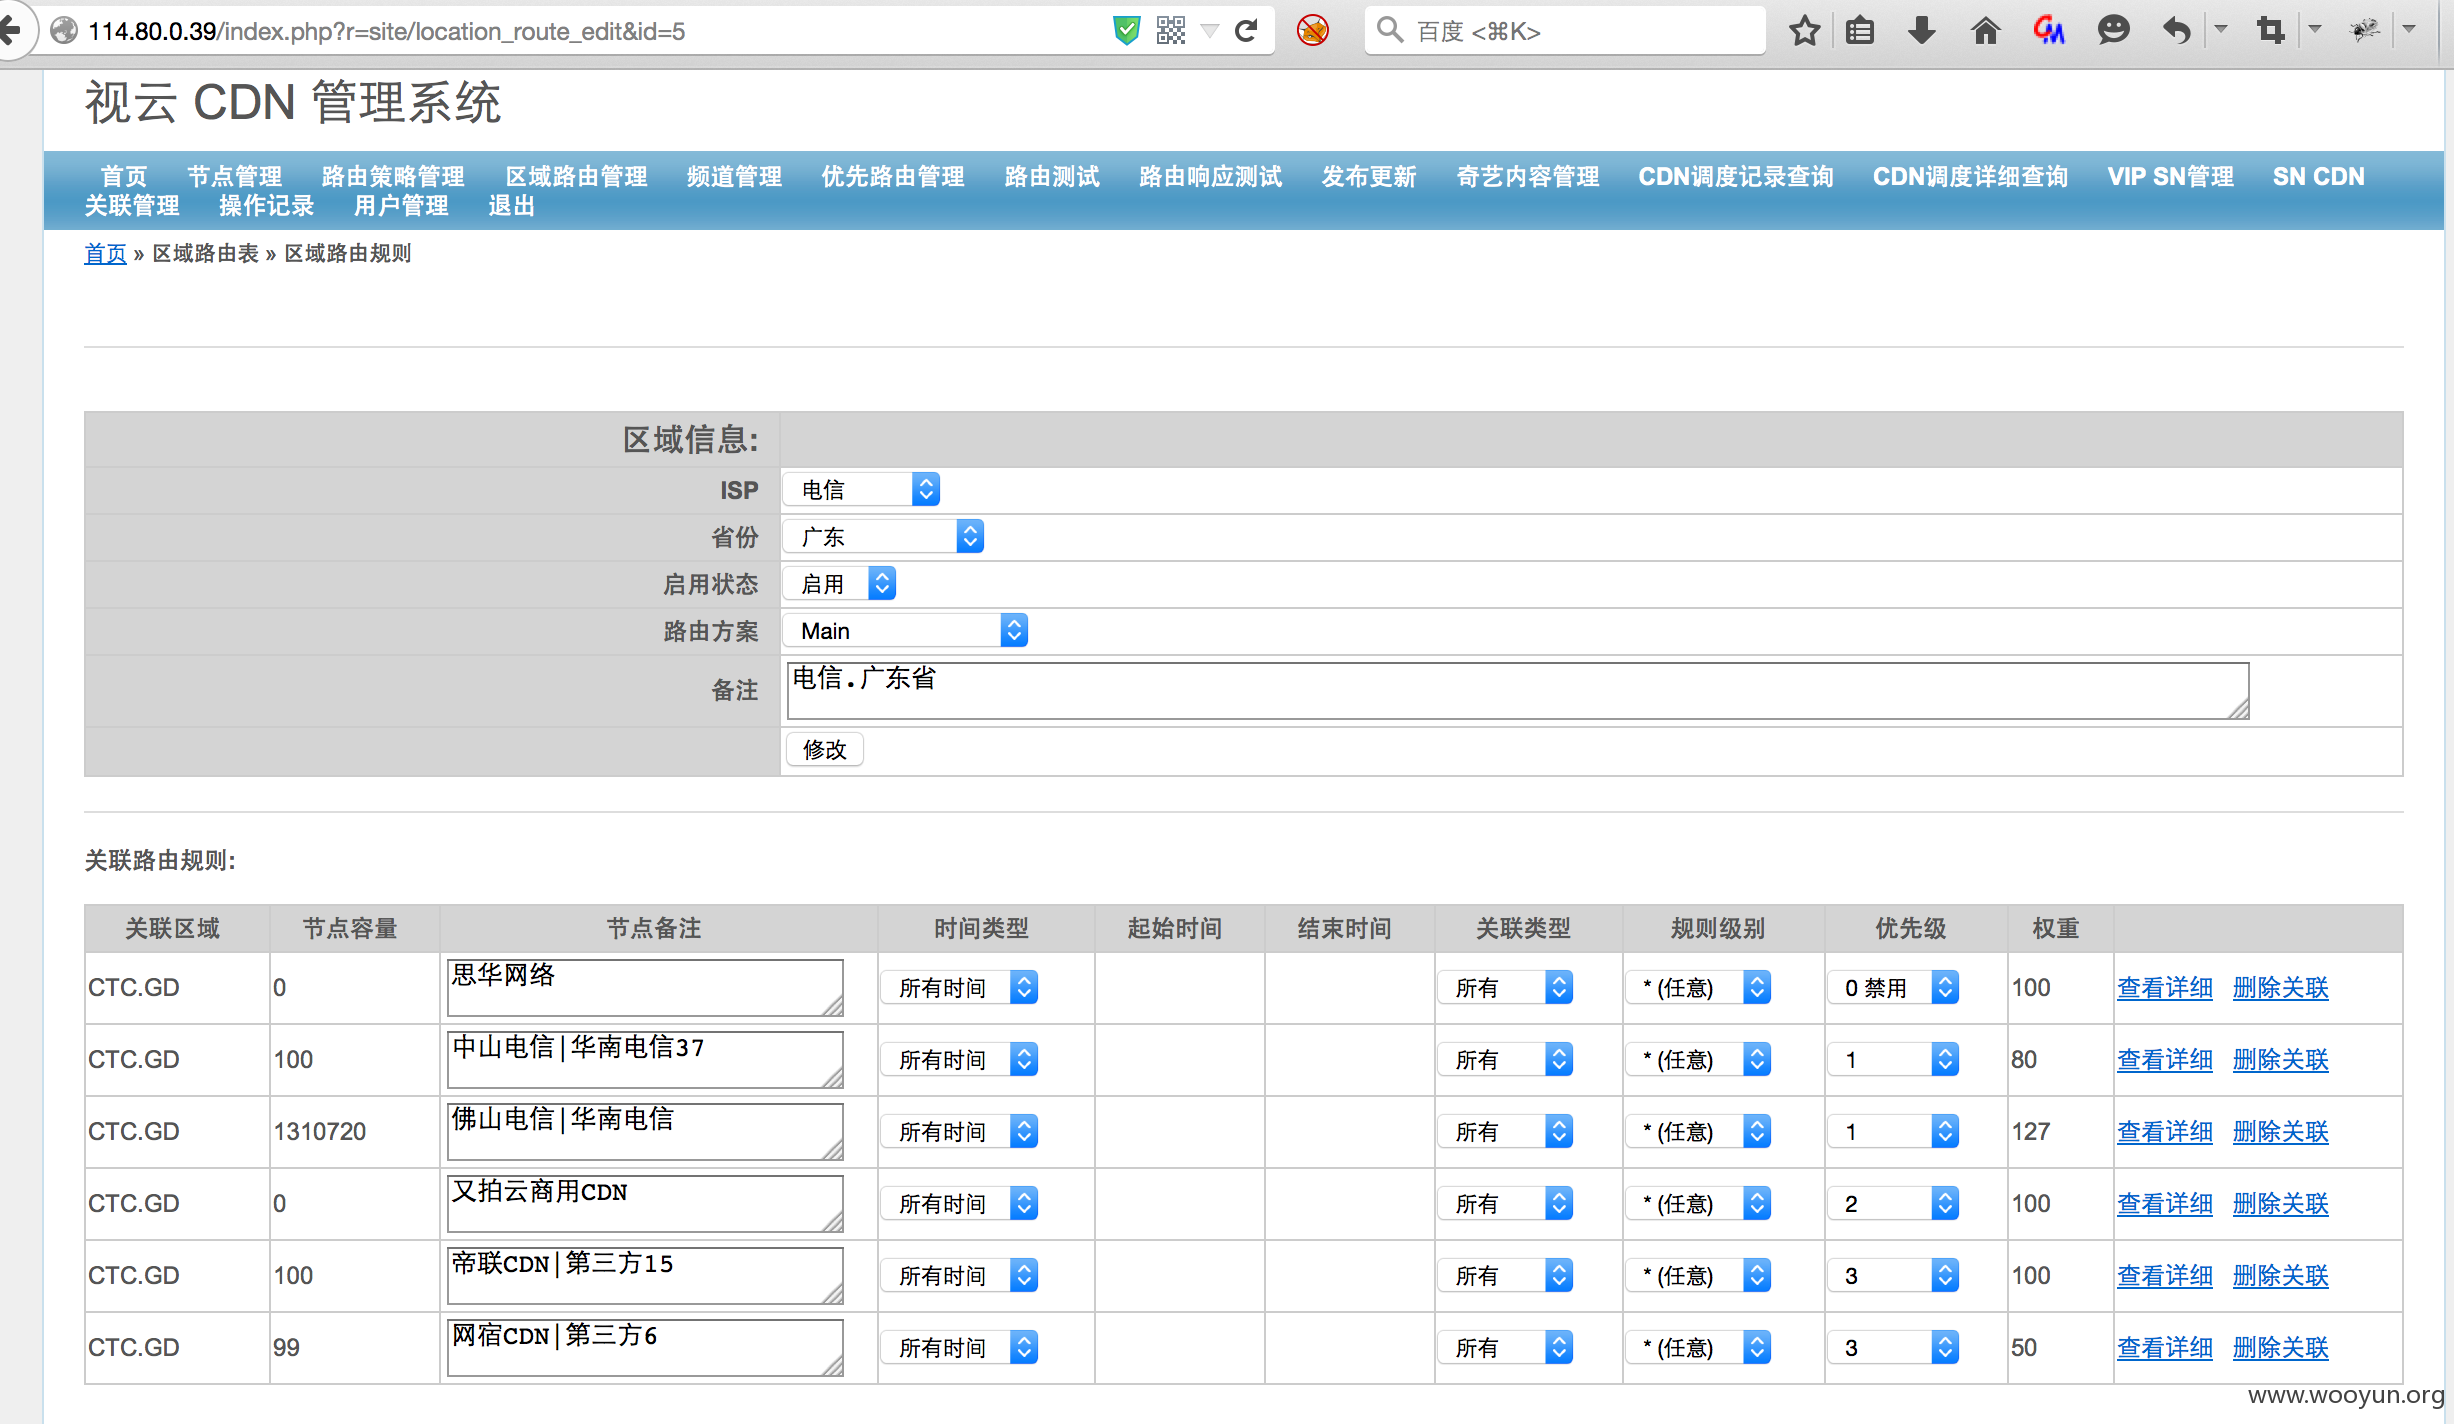 114.80.0.39/index.php?r=site/location_route_edit&id=5
百度 <⌘K>
视云 CDN 管理系统
首页 节点管理 路由策略管理 区域路由管理 频道管理 优先路由管理 路由测试 路由响应测试 发布更新 奇艺内容管理 CDN调度记录查询 CDN调度详细查询 VIP SN管理 SN CDN
关联管理 操作记录 用户管理 退出
首页 » 区域路由表 » 区域路由规则
区域信息:
ISP 电信
省份 广东
启用状态 启用
路由方案 Main
备注 电信.广东省
修改
关联路由规则:
关联区域 节点容量 节点备注 时间类型 起始时间 结束时间 关联类型 规则级别 优先级 权重
CTC.GD 0 思华网络 所有时间 所有 * (任意) 0 禁用 100 查看详细 删除关联
CTC.GD 100 中山电信|华南电信37 所有时间 所有 * (任意) 1 80 查看详细 删除关联
CTC.GD 1310720 佛山电信|华南电信 所有时间 所有 * (任意) 1 127 查看详细 删除关联
CTC.GD 0 又拍云商用CDN 所有时间 所有 * (任意) 2 100 查看详细 删除关联
CTC.GD 100 帝联CDN|第三方15 所有时间 所有 * (任意) 3 100 查看详细 删除关联
CTC.GD 99 网宿CDN|第三方6 所有时间 所有 * (任意) 3 50 查看详细 删除关联
www.wooyun.org